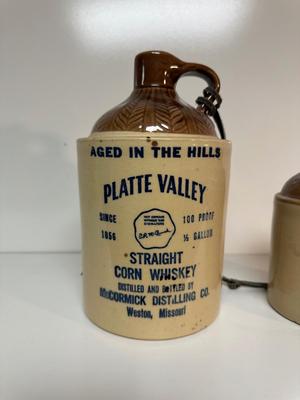 AGED IN THE HILLS
PLATTE VALLEY
SINCE 100 PROOF
1856 ½ GALLON
STRAIGHT
CORN WHISKEY
DISTILLED AND BOTTLED BY
McCORMICK DISTILLING CO.
Weston, Missouri